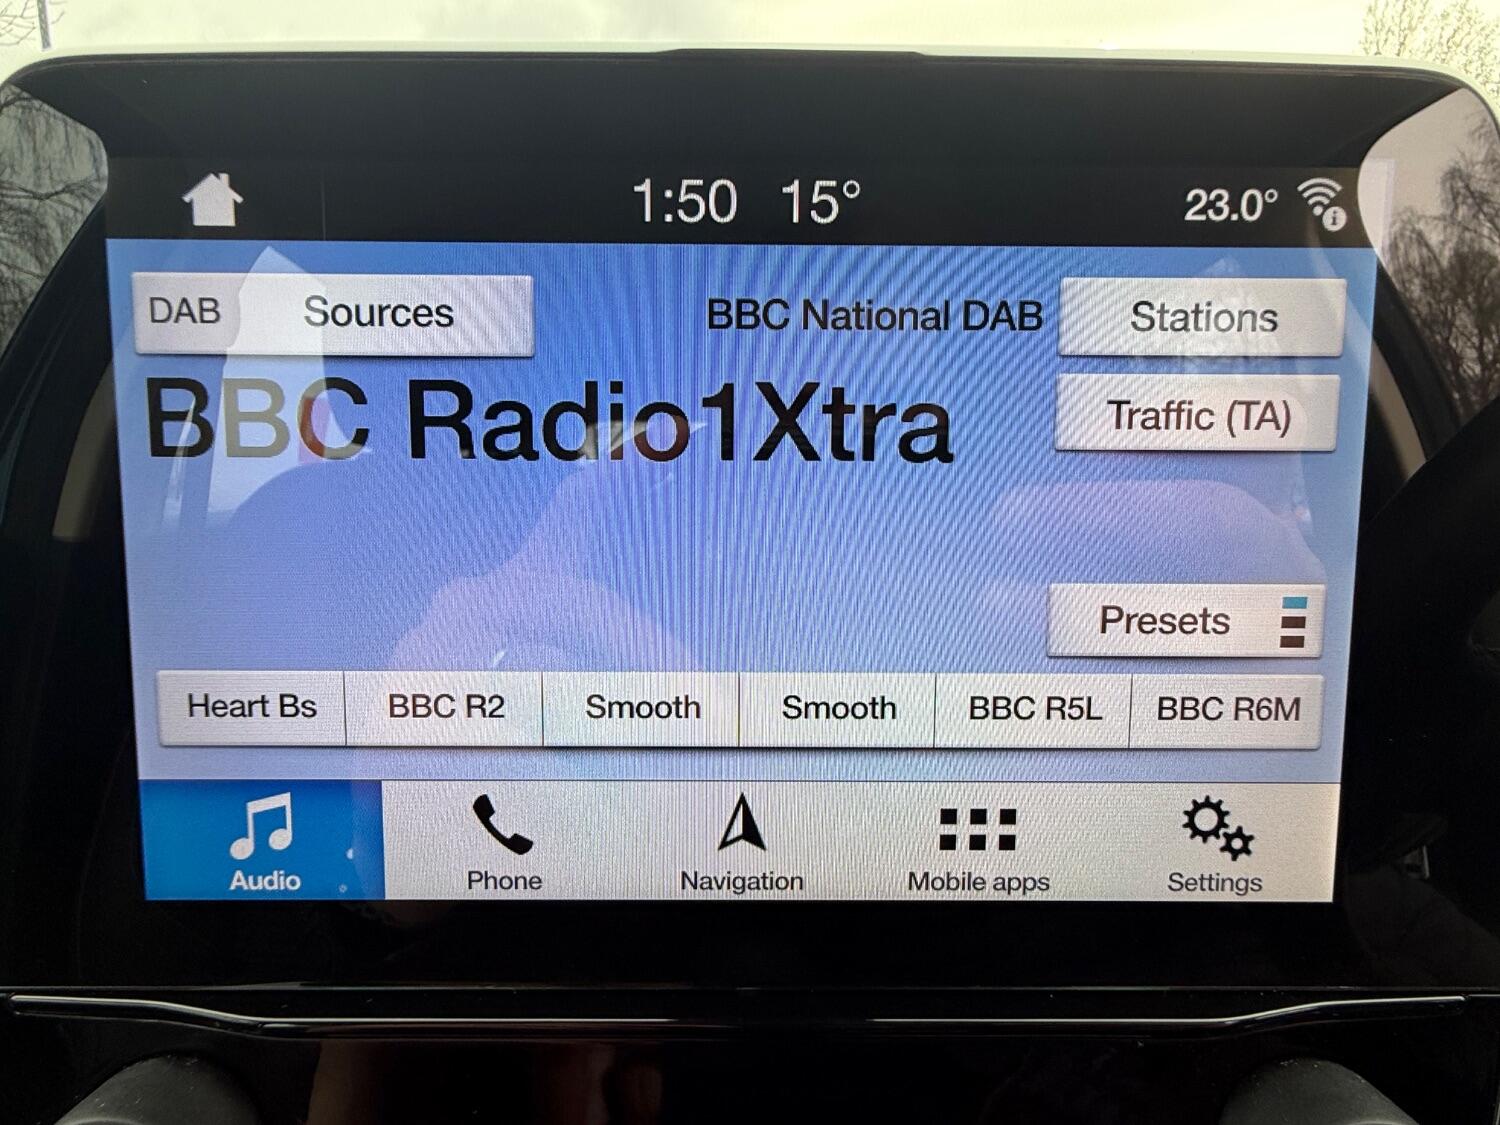 1:50 15° 23.0°
DAB Sources BBC National DAB Stations
BBC Radio1Xtra Traffic (TA)
Presets
Heart Bs BBC R2 Smooth Smooth BBC R5L BBC R6M
Audio Phone Navigation Mobile apps Settings